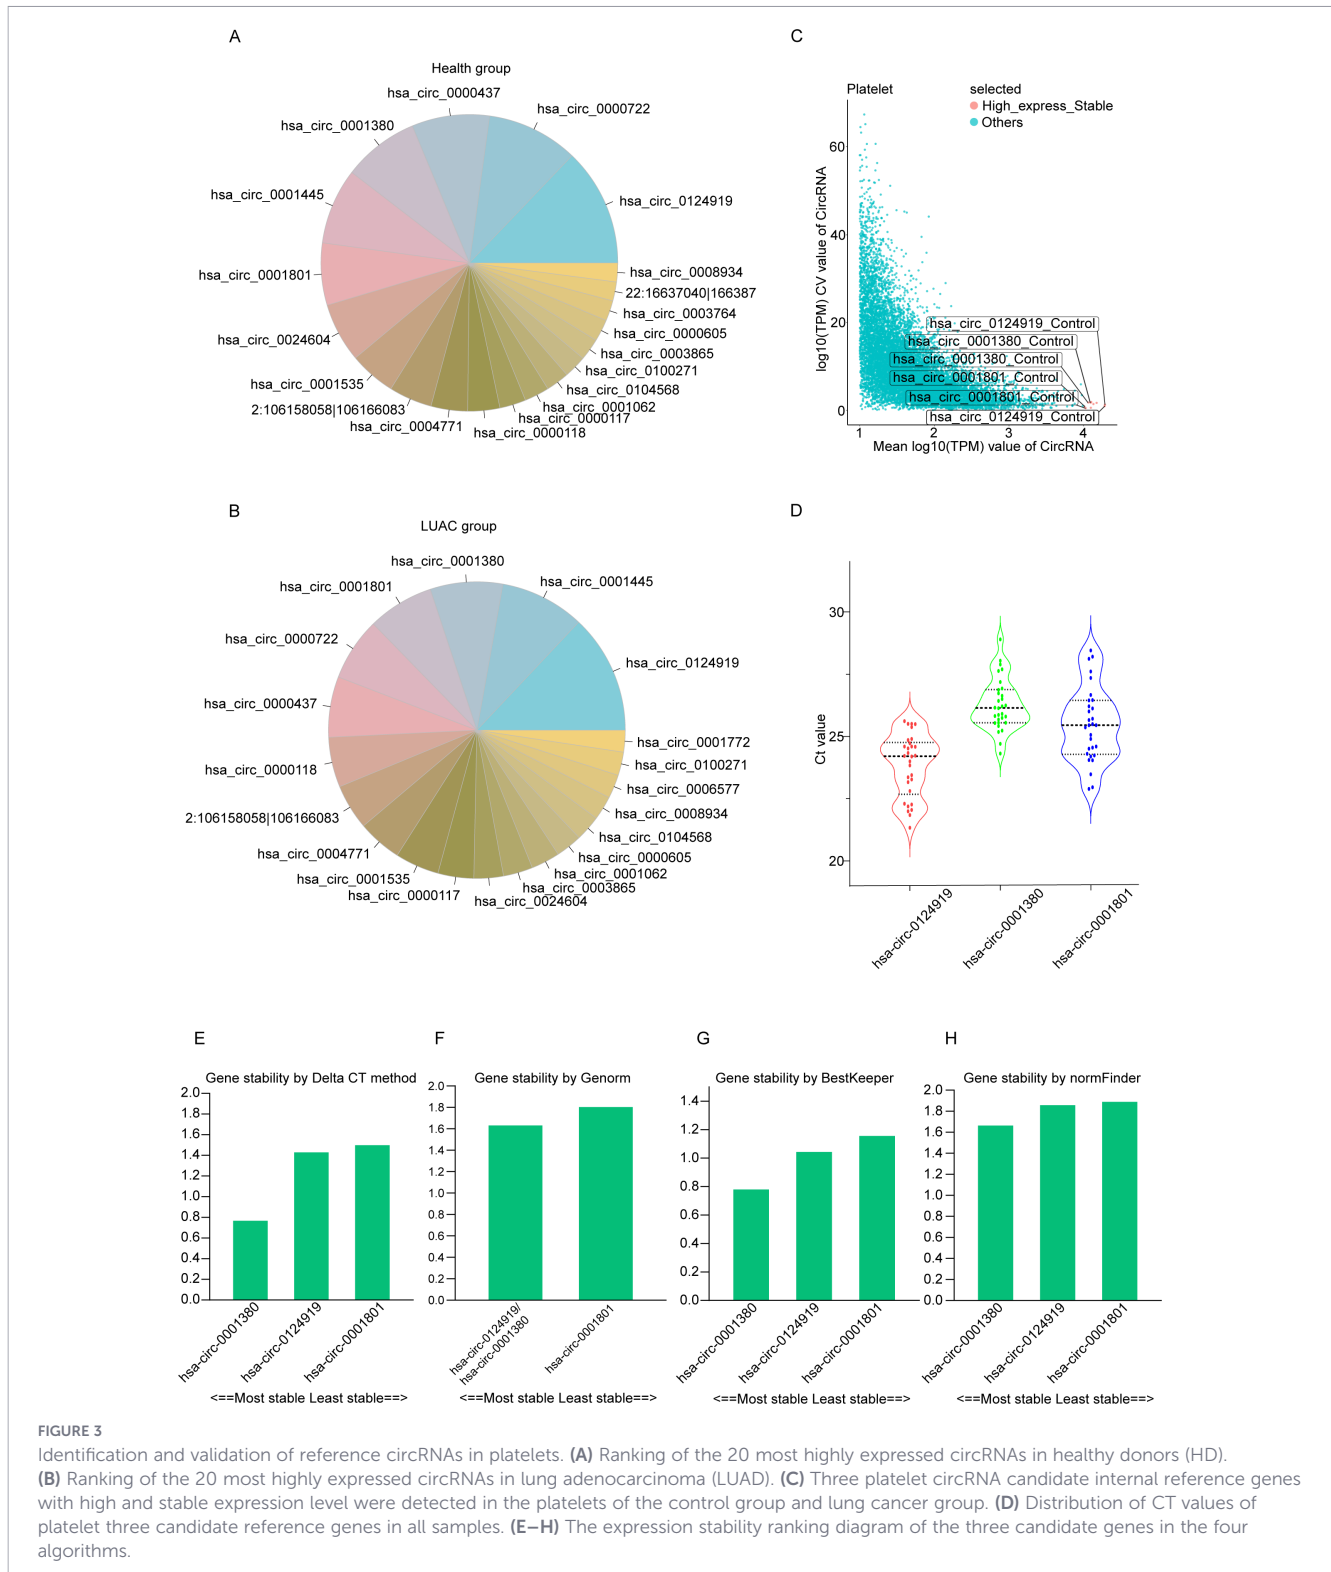 A
Health group
hsa_circ_0000437
hsa_circ_0000722
hsa_circ_0001380
hsa_circ_0001445
hsa_circ_0124919
hsa_circ_0001801
hsa_circ_0008934
22:16637040|166387
hsa_circ_0003764
hsa_circ_0000605
hsa_circ_0024604
hsa_circ_0003865
hsa_circ_0100271
hsa_circ_0001535
hsa_circ_0104568
2:106158058|106166083
hsa_circ_0001062
hsa_circ_0004771
hsa_circ_0000117
hsa_circ_0000118
C
Platelet
selected
High_express_Stable
Others
log10(TPM) CV value of CircRNA
60
40
20
0
hsa_circ_0124919_Control
hsa_circ_0001380_Control
hsa_circ_0001380_Control
hsa_circ_0001801_Control
hsa_circ_0001801_Control
hsa_circ_0124919_Control
1 2 3 4
Mean log10(TPM) value of CircRNA
B
LUAC group
hsa_circ_0001380
hsa_circ_0001801
hsa_circ_0001445
hsa_circ_0000722
hsa_circ_0124919
hsa_circ_0000437
hsa_circ_0001772
hsa_circ_0100271
hsa_circ_0000118
hsa_circ_0006577
hsa_circ_0008934
2:106158058|106166083
hsa_circ_0104568
hsa_circ_0004771
hsa_circ_0000605
hsa_circ_0001062
hsa_circ_0001535
hsa_circ_0003865
hsa_circ_0000117
hsa_circ_0024604
D
Ct value
30
25
20
hsa-circ-0124919
hsa-circ-0001380
hsa-circ-0001801
E
Gene stability by Delta CT method
2.0
1.8
1.6
1.4
1.2
1.0
0.8
0.6
0.4
0.2
0.0
hsa-circ-0001380
hsa-circ-0124919
hsa-circ-0001801
<==Most stable Least stable==>
F
Gene stability by Genorm
2.0
1.8
1.6
1.4
1.2
1.0
0.8
0.6
0.4
0.2
0.0
hsa-circ-0124919/
hsa-circ-0001380
hsa-circ-0001801
<==Most stable Least stable==>
G
Gene stability by BestKeeper
1.4
1.2
1.0
0.8
0.6
0.4
0.2
0.0
hsa-circ-0001380
hsa-circ-0124919
hsa-circ-0001801
<==Most stable Least stable==>
H
Gene stability by normFinder
2.0
1.8
1.6
1.4
1.2
1.0
0.8
0.6
0.4
0.2
0.0
hsa-circ-0001380
hsa-circ-0124919
hsa-circ-0001801
<==Most stable Least stable==>
FIGURE 3
Identification and validation of reference circRNAs in platelets. (A) Ranking of the 20 most highly expressed circRNAs in healthy donors (HD).
(B) Ranking of the 20 most highly expressed circRNAs in lung adenocarcinoma (LUAD). (C) Three platelet circRNA candidate internal reference genes
with high and stable expression level were detected in the platelets of the control group and lung cancer group. (D) Distribution of CT values of
platelet three candidate reference genes in all samples. (E–H) The expression stability ranking diagram of the three candidate genes in the four
algorithms.